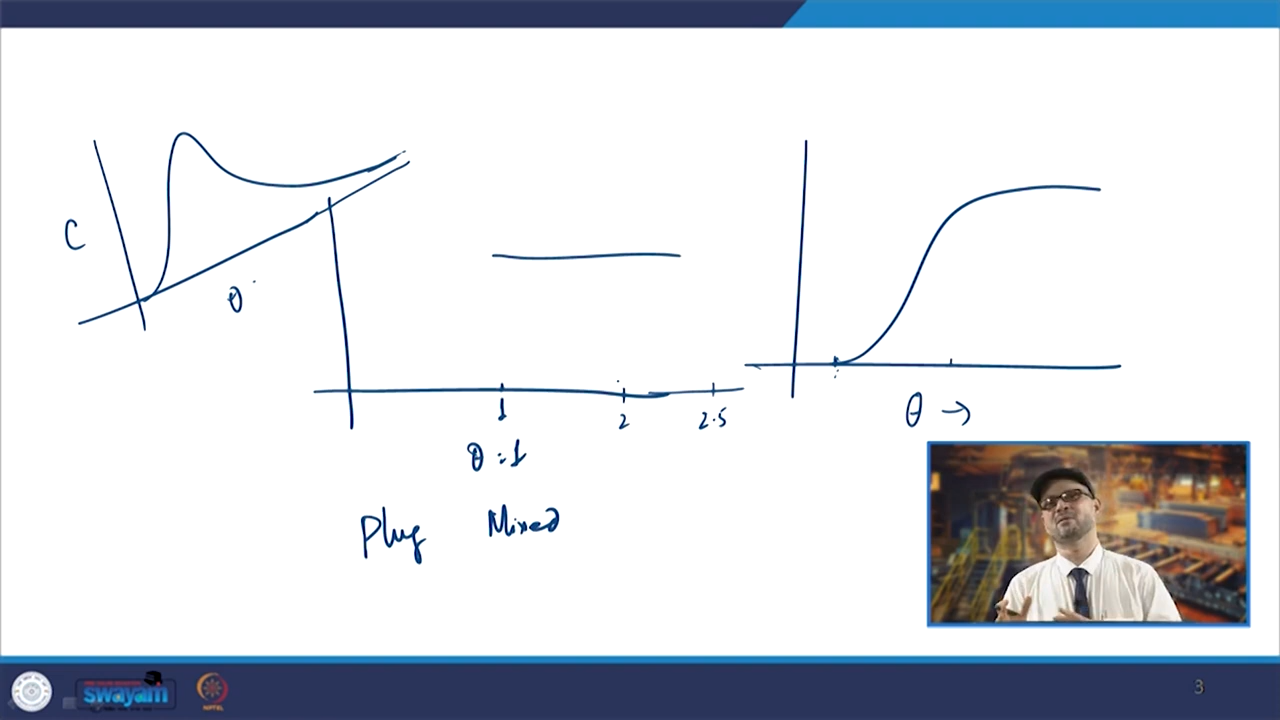 C
θ
1
2
2.5
θ = 1
θ →
Plug Mixed
swayam
3